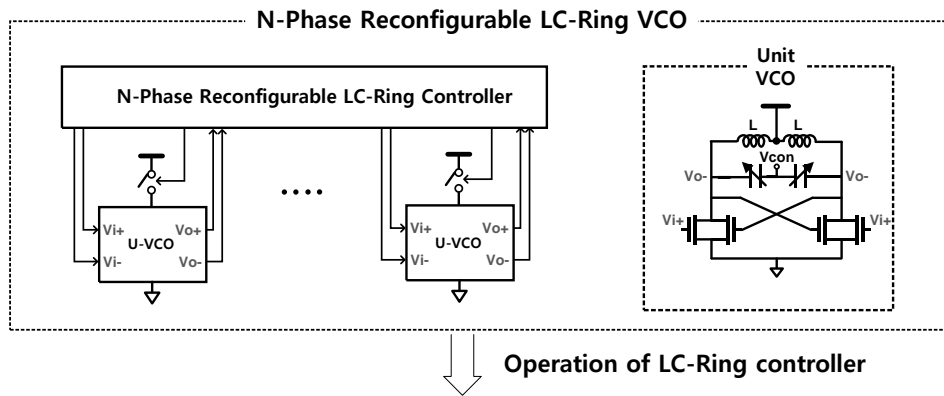 N-Phase Reconfigurable LC-Ring VCO
N-Phase Reconfigurable LC-Ring Controller
Vi+
Vo+
U-VCO
Vi-
Vo-
Vi+
Vo+
U-VCO
Vi-
Vo-
Unit
VCO
L
L
Vcon
Vo-
Vo-
Vi+
Vi+
Operation of LC-Ring controller